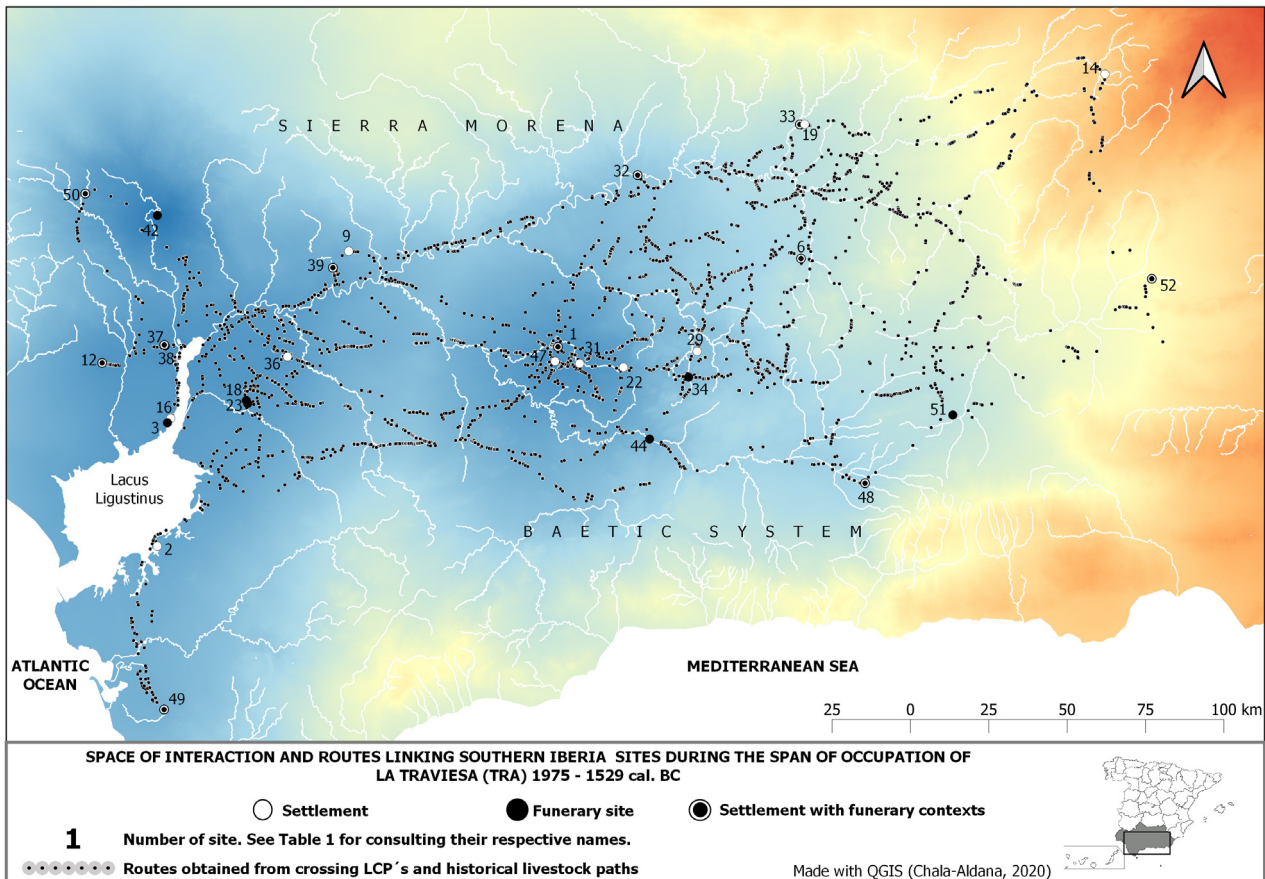 14
S I E R R A   M O R E N A
33
19
32
50
42
9
39
6
52
37
38
12
1
47
31
29
36
22
34
18
23
16
3
51
44
Lacus
Ligustinus
48
B A E T I C   S Y S T E M
2
ATLANTIC
OCEAN
MEDITERRANEAN SEA
49
25 0 25 50 75 100 km
SPACE OF INTERACTION AND ROUTES LINKING SOUTHERN IBERIA SITES DURING THE SPAN OF OCCUPATION OF
LA TRAVIESA (TRA) 1975 - 1529 cal. BC
Settlement
Funerary site
Settlement with funerary contexts
1 Number of site. See Table 1 for consulting their respective names.
Routes obtained from crossing LCP´s and historical livestock paths
Made with QGIS (Chala-Aldana, 2020)